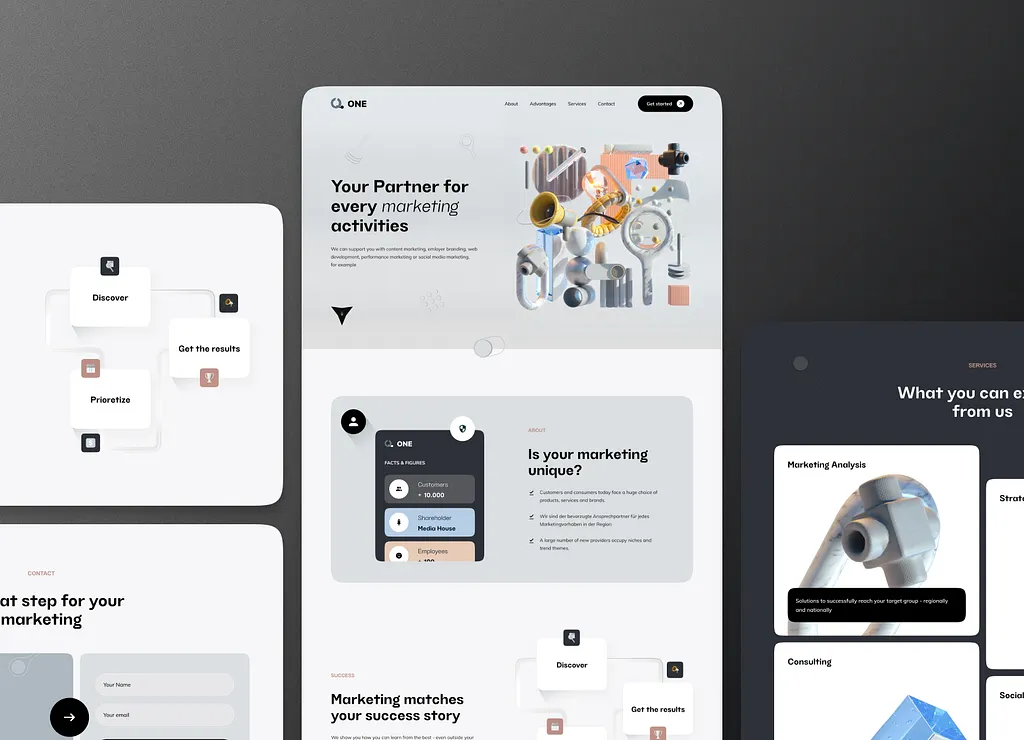 ONE
About
Advantages
Services
Contact
Get started
Your Partner for
every marketing
activities
We can support you with content marketing, emloyer branding, web
development, performance marketing or social media marketing,
for example
Discover
Get the results
Prioretize
ONE
FACTS & FIGURES
Customers
+ 10.000
Shareholder
Media House
Employees
ABOUT
Is your marketing
unique?
Customers and consumers today face a huge choice of
products, services and brands.
Wir sind der bevorzugte Ansprechpartner für jedes
Marketingvorhaben in der Region.
A large number of new providers occupy niches and
trend themes.
SUCCESS
Marketing matches
your success story
We show you how you can learn from the best - even outside your
Discover
Get the results
CONTACT
at step for your
marketing
Your Name
Your email
SERVICES
What you can e
from us
Marketing Analysis
Solutions to successfully reach your target group - regionally
and nationally
Strate
Consulting
Social